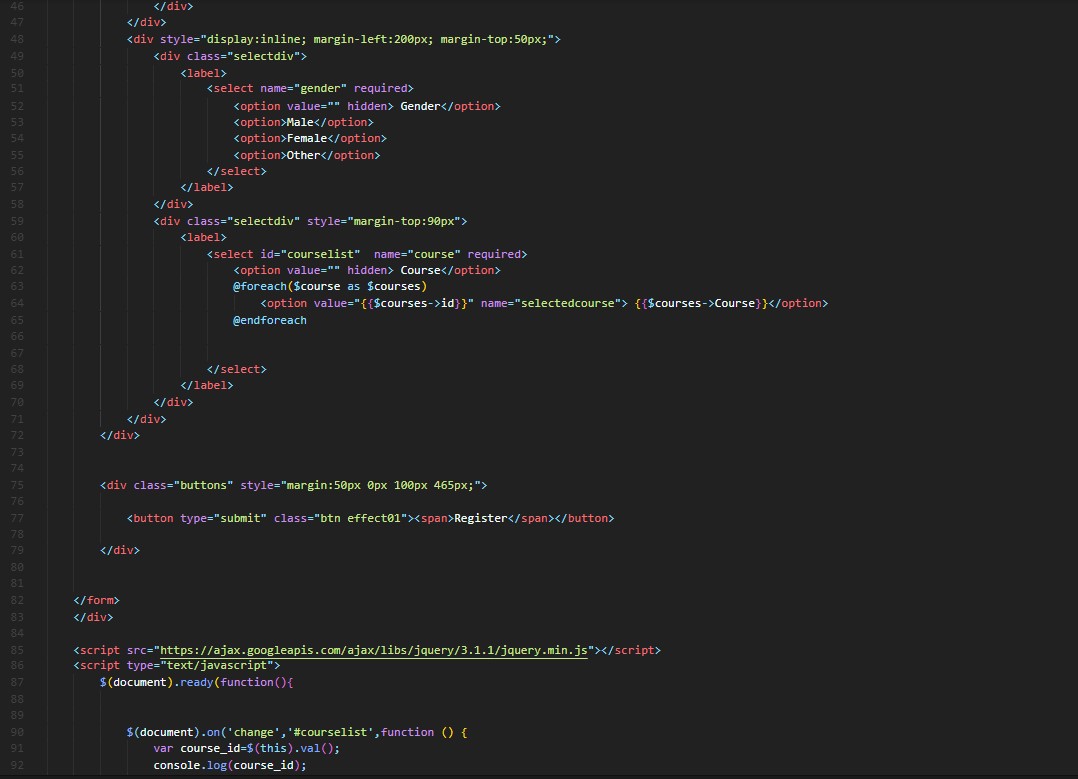 46 </div>
47 </div>
48 <div style="display:inline; margin-left:200px; margin-top:50px;">
49 <div class="selectdiv">
50 <label>
51 <select name="gender" required>
52 <option value="" hidden> Gender</option>
53 <option>Male</option>
54 <option>Female</option>
55 <option>Other</option>
56 </select>
57 </label>
58 </div>
59 <div class="selectdiv" style="margin-top:90px">
60 <label>
61 <select id="courselist"  name="course" required>
62 <option value="" hidden> Course</option>
63 @foreach($course as $courses)
64 <option value="{{$courses->id}}" name="selectedcourse"> {{$courses->Course}}</option>
65 @endforeach
66
67
68 </select>
69 </label>
70 </div>
71 </div>
72 </div>
73
74
75 <div class="buttons" style="margin:50px 0px 100px 465px;">
76
77 <button type="submit" class="btn effect01"><span>Register</span></button>
78
79 </div>
80
81
82 </form>
83 </div>
84
85 <script src="https://ajax.googleapis.com/ajax/libs/jquery/3.1.1/jquery.min.js"></script>
86 <script type="text/javascript">
87 $(document).ready(function(){
88
89
90 $(document).on('change','#courselist',function () {
91 var course_id=$(this).val();
92 console.log(course_id);